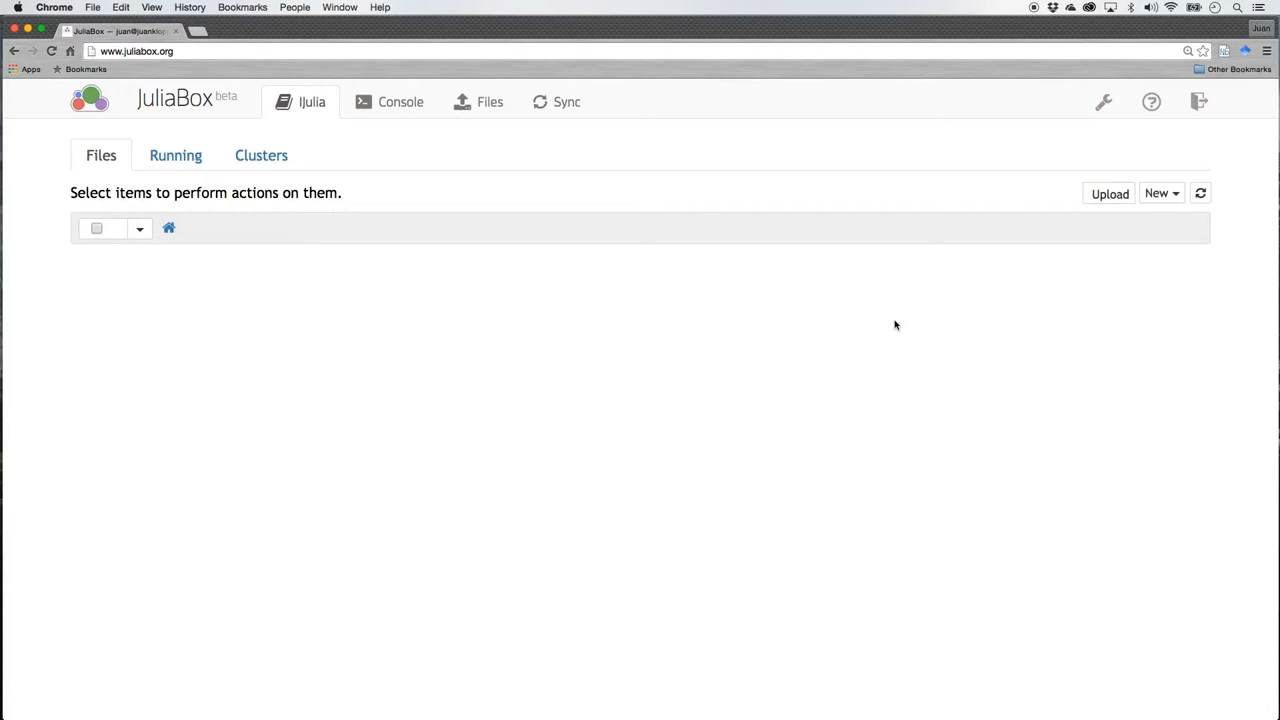 Chrome File Edit View History Bookmarks People Window Help
JuliaBox — juan@juanklop Juan
www.juliabox.org
Apps Bookmarks Other Bookmarks
JuliaBox beta IJulia Console Files Sync
Files Running Clusters
Select items to perform actions on them. Upload New